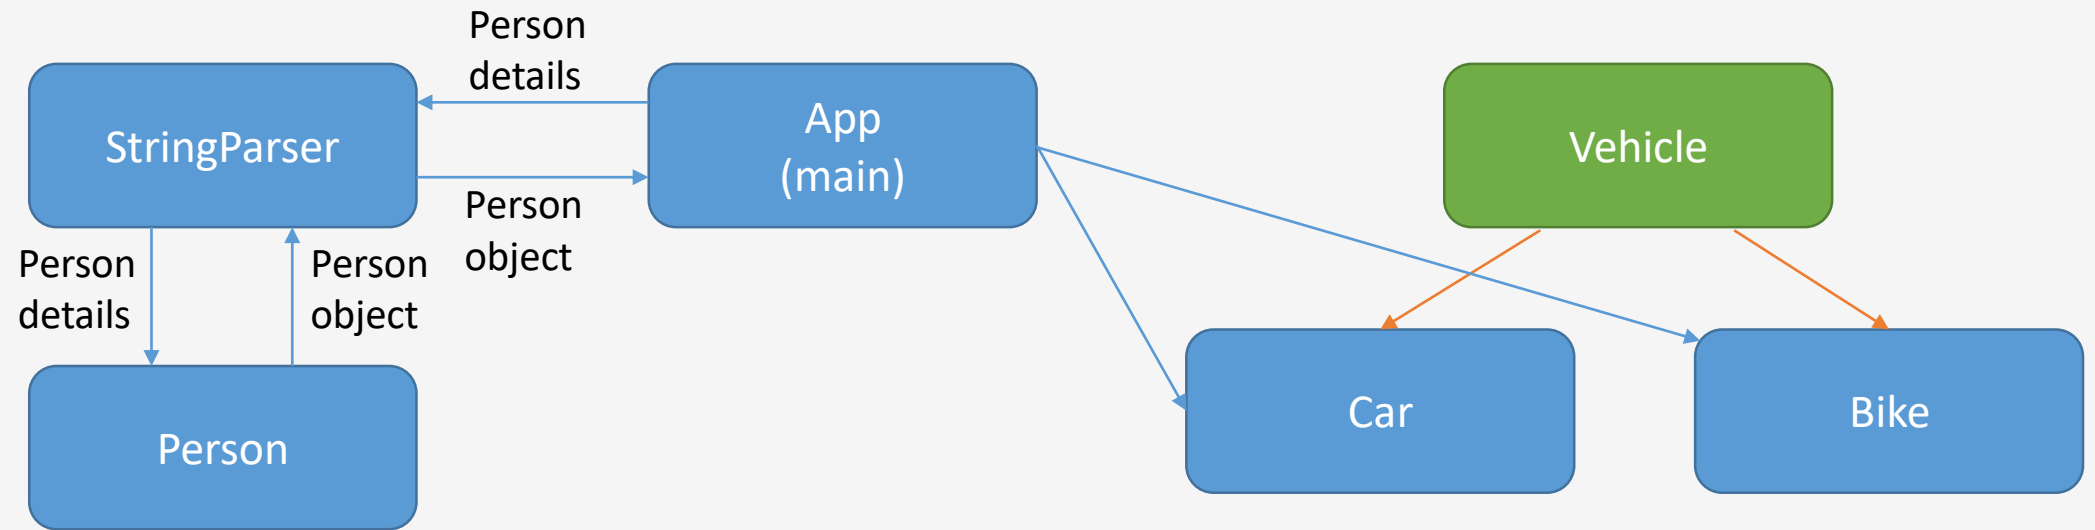 Person
details
StringParser
App
(main)
Vehicle
Person
object
Person
details
Person
object
Person
Car
Bike